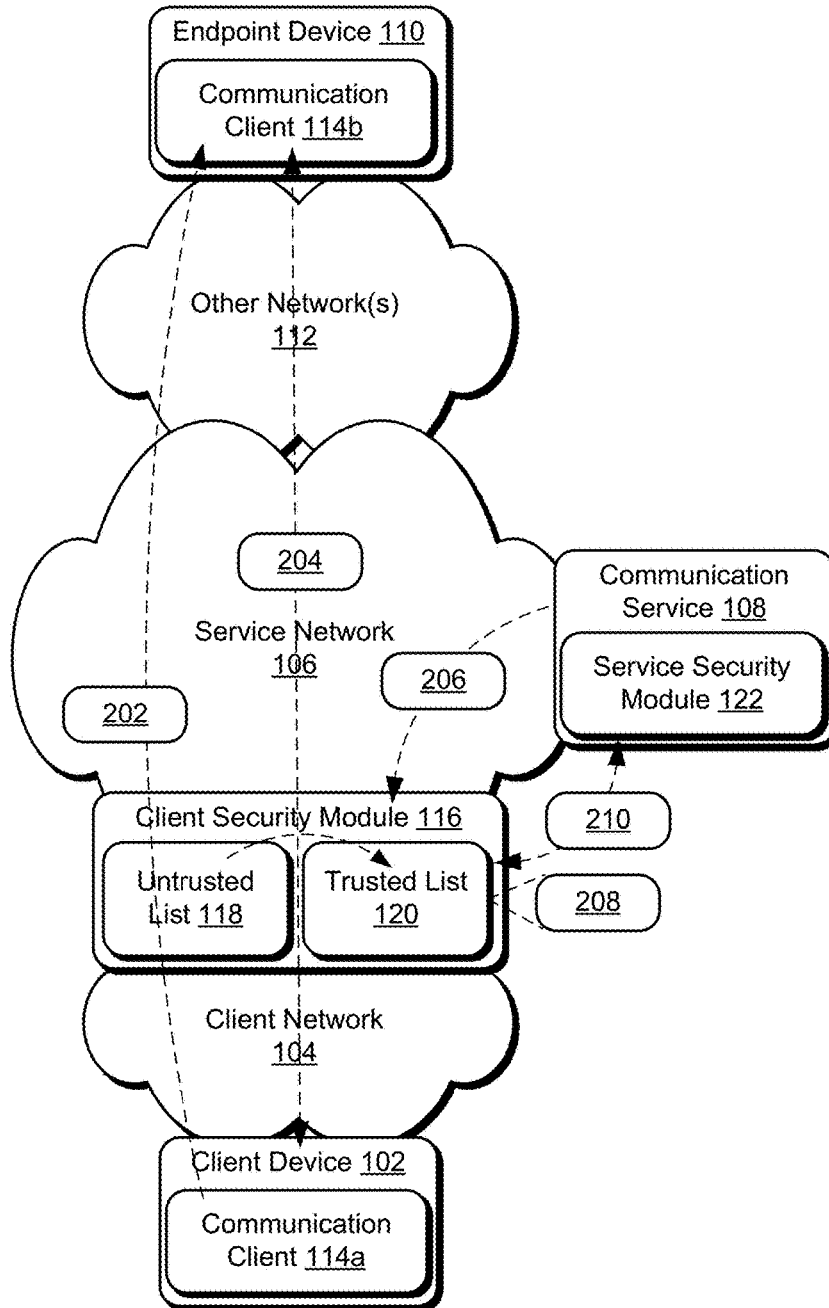 Endpoint Device 110
Communication
Client 114b
Other Network(s)
112
204
Service Network
106
Communication
Service 108
Service Security
Module 122
206
202
Client Security Module 116
Untrusted
List 118
Trusted List
120
210
208
Client Network
104
Client Device 102
Communication
Client 114a